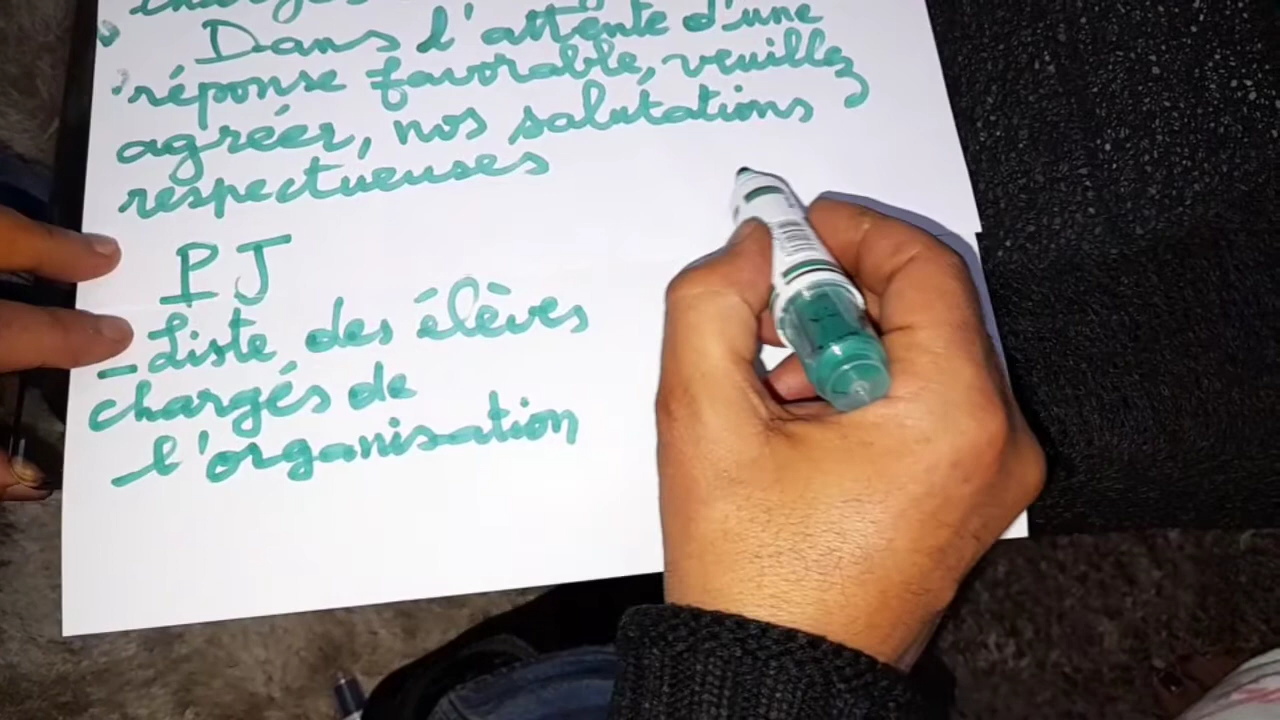 Dans l'attente d'une
réponse favorable, veuillez
agréer, nos salutations
respectueuses
PJ
- Liste des élèves
chargés de
l'organisation